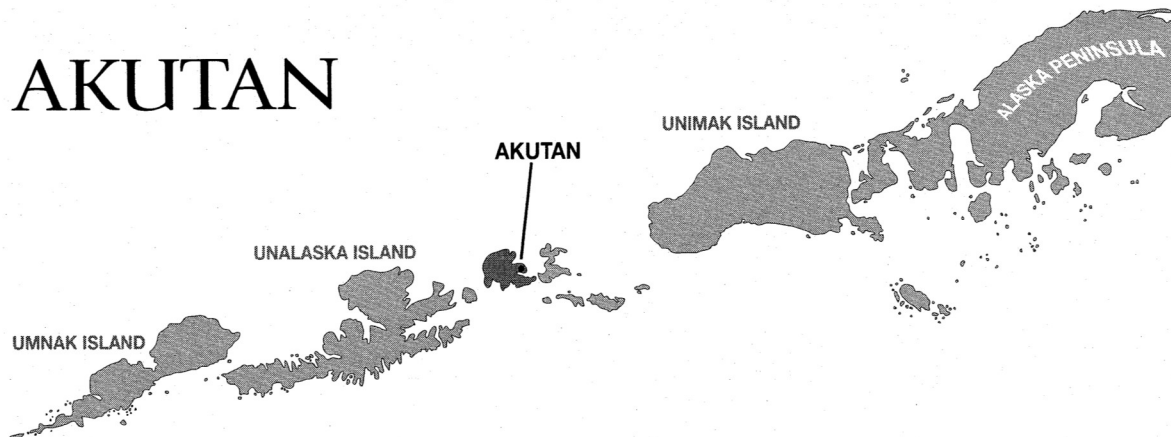 AKUTAN
ALASKA PENINSULA
UNIMAK ISLAND
AKUTAN
UNALASKA ISLAND
UMNAK ISLAND